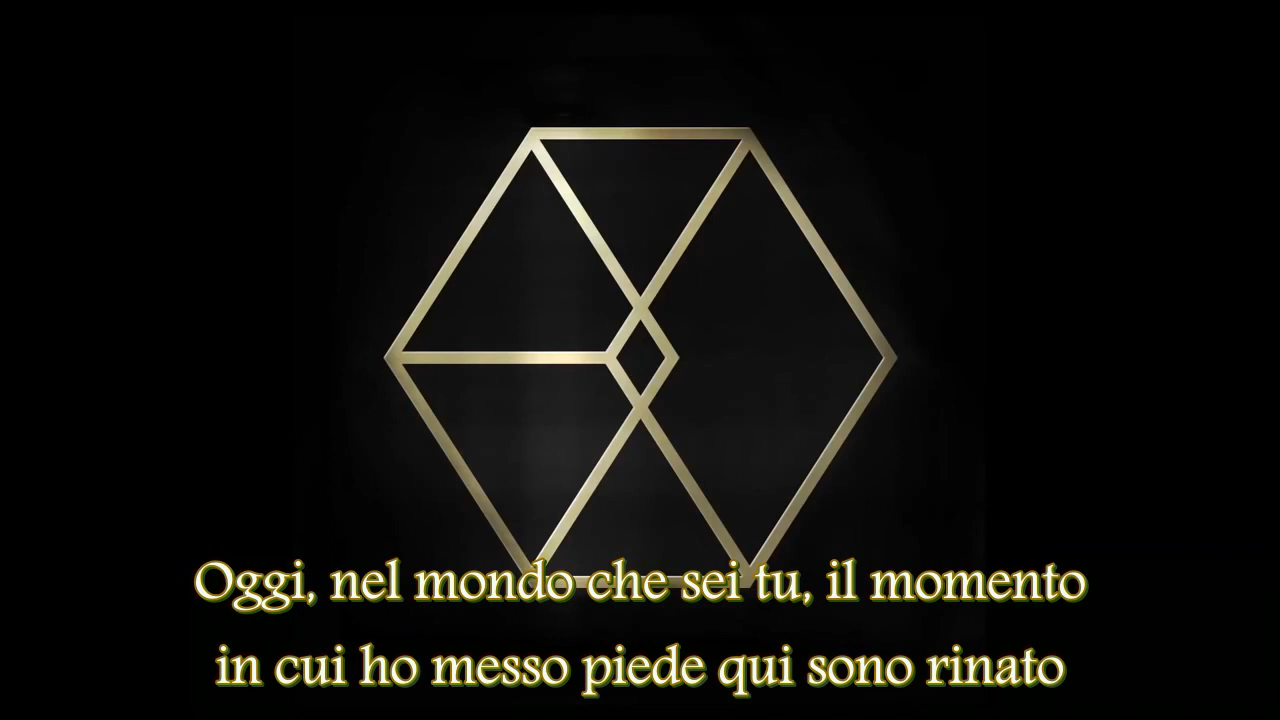 Oggi, nel mondo che sei tu, il momento
in cui ho messo piede qui sono rinato